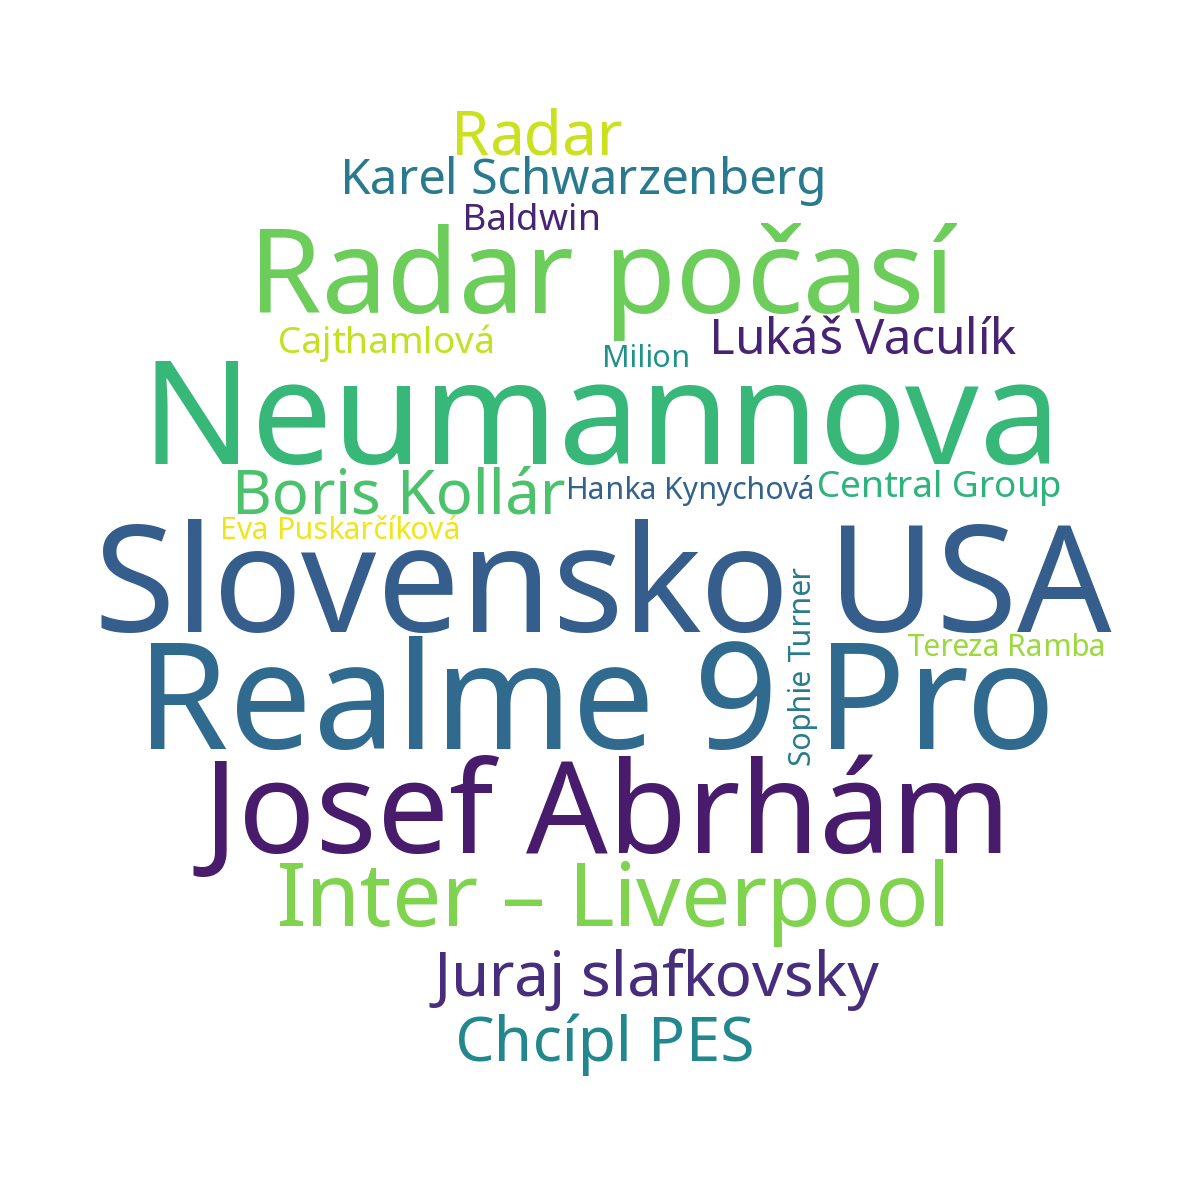 Radar
Karel Schwarzenberg
Baldwin
Radar počasí
Cajthamlová
Milion
Lukáš Vaculík
Neumannova
Boris Kollár
Hanka Kynychová
Central Group
Eva Puskarčíková
Slovensko USA
Sophie Turner
Tereza Ramba
Realme 9 Pro
Josef Abrhám
Inter – Liverpool
Juraj slafkovsky
Chcípl PES